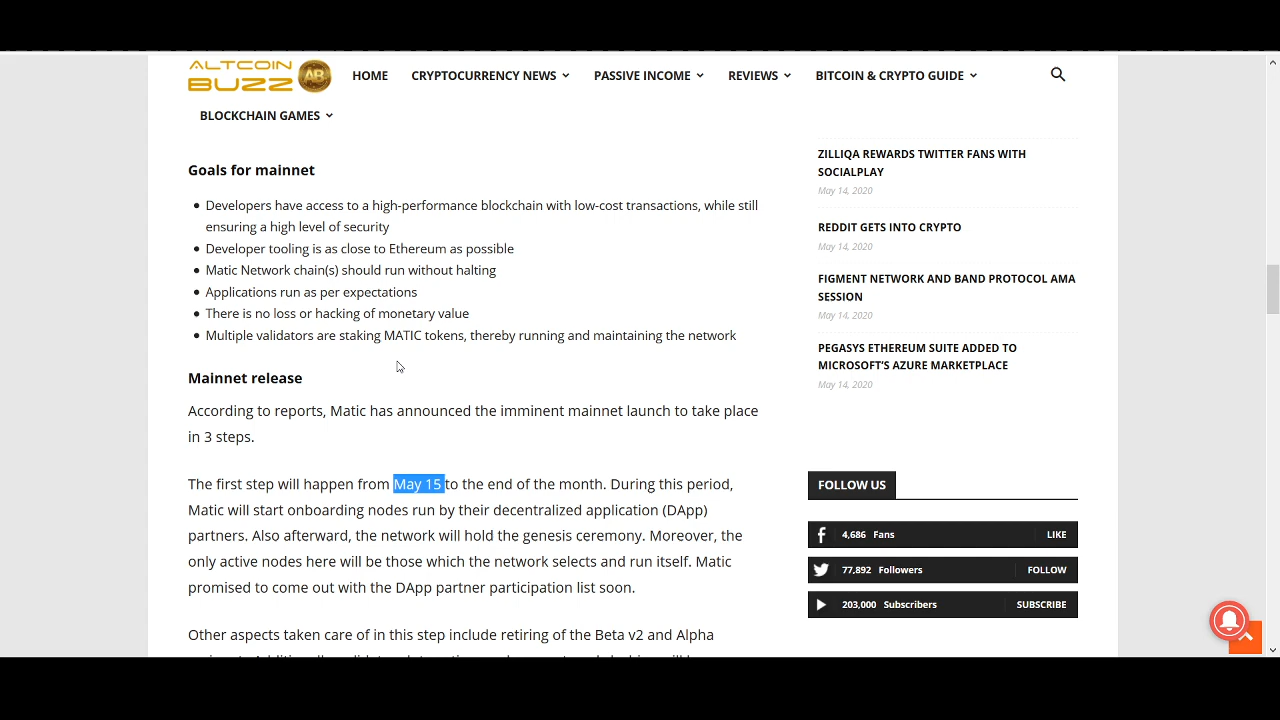 ALTCOIN
BUZZ
AB
HOME
CRYPTOCURRENCY NEWS
PASSIVE INCOME
REVIEWS
BITCOIN & CRYPTO GUIDE
BLOCKCHAIN GAMES
Goals for mainnet
Developers have access to a high-performance blockchain with low-cost transactions, while still
ensuring a high level of security
Developer tooling is as close to Ethereum as possible
Matic Network chain(s) should run without halting
Applications run as per expectations
There is no loss or hacking of monetary value
Multiple validators are staking MATIC tokens, thereby running and maintaining the network
Mainnet release
According to reports, Matic has announced the imminent mainnet launch to take place
in 3 steps.
The first step will happen from May 15 to the end of the month. During this period,
Matic will start onboarding nodes run by their decentralized application (DApp)
partners. Also afterward, the network will hold the genesis ceremony. Moreover, the
only active nodes here will be those which the network selects and run itself. Matic
promised to come out with the DApp partner participation list soon.
Other aspects taken care of in this step include retiring of the Beta v2 and Alpha
ZILLIQA REWARDS TWITTER FANS WITH
SOCIALPLAY
May 14, 2020
REDDIT GETS INTO CRYPTO
May 14, 2020
FIGMENT NETWORK AND BAND PROTOCOL AMA
SESSION
May 14, 2020
PEGASYS ETHEREUM SUITE ADDED TO
MICROSOFT'S AZURE MARKETPLACE
May 14, 2020
FOLLOW US
4,686 Fans LIKE
77,892 Followers FOLLOW
203,000 Subscribers SUBSCRIBE